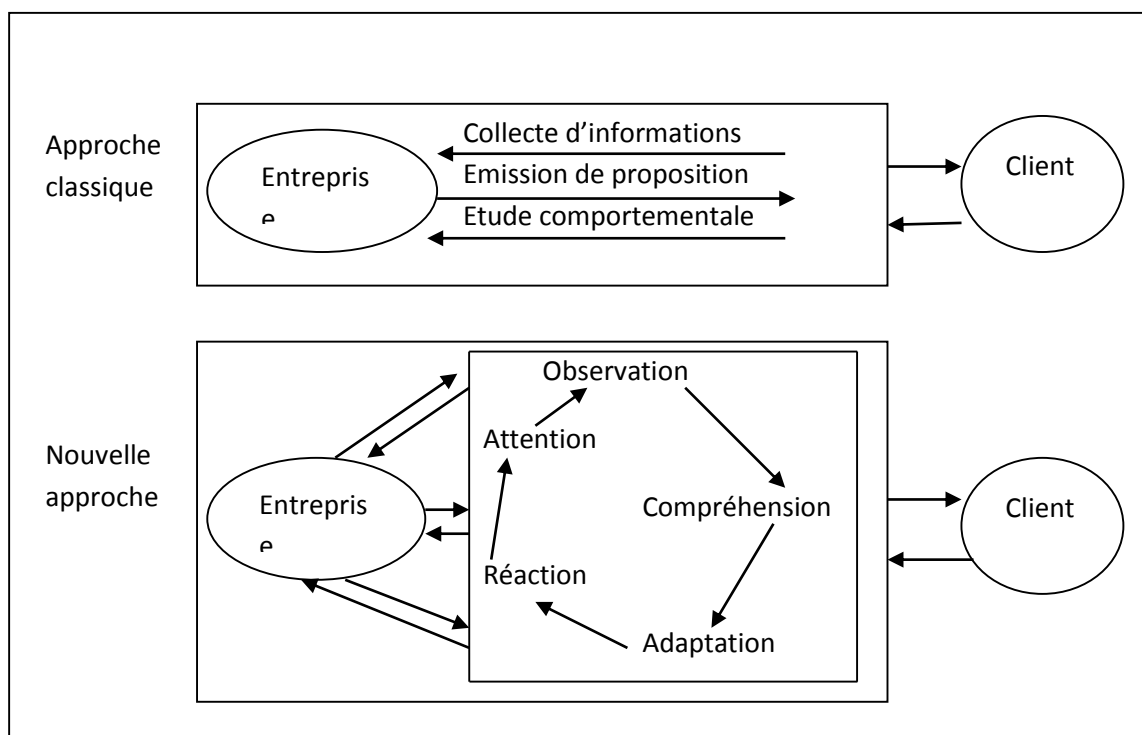 Approche
classique
Entrepris
e
Collecte d’informations
Emission de proposition
Etude comportementale
Client
Nouvelle
approche
Entrepris
e
Observation
Attention
Compréhension
Réaction
Adaptation
Client